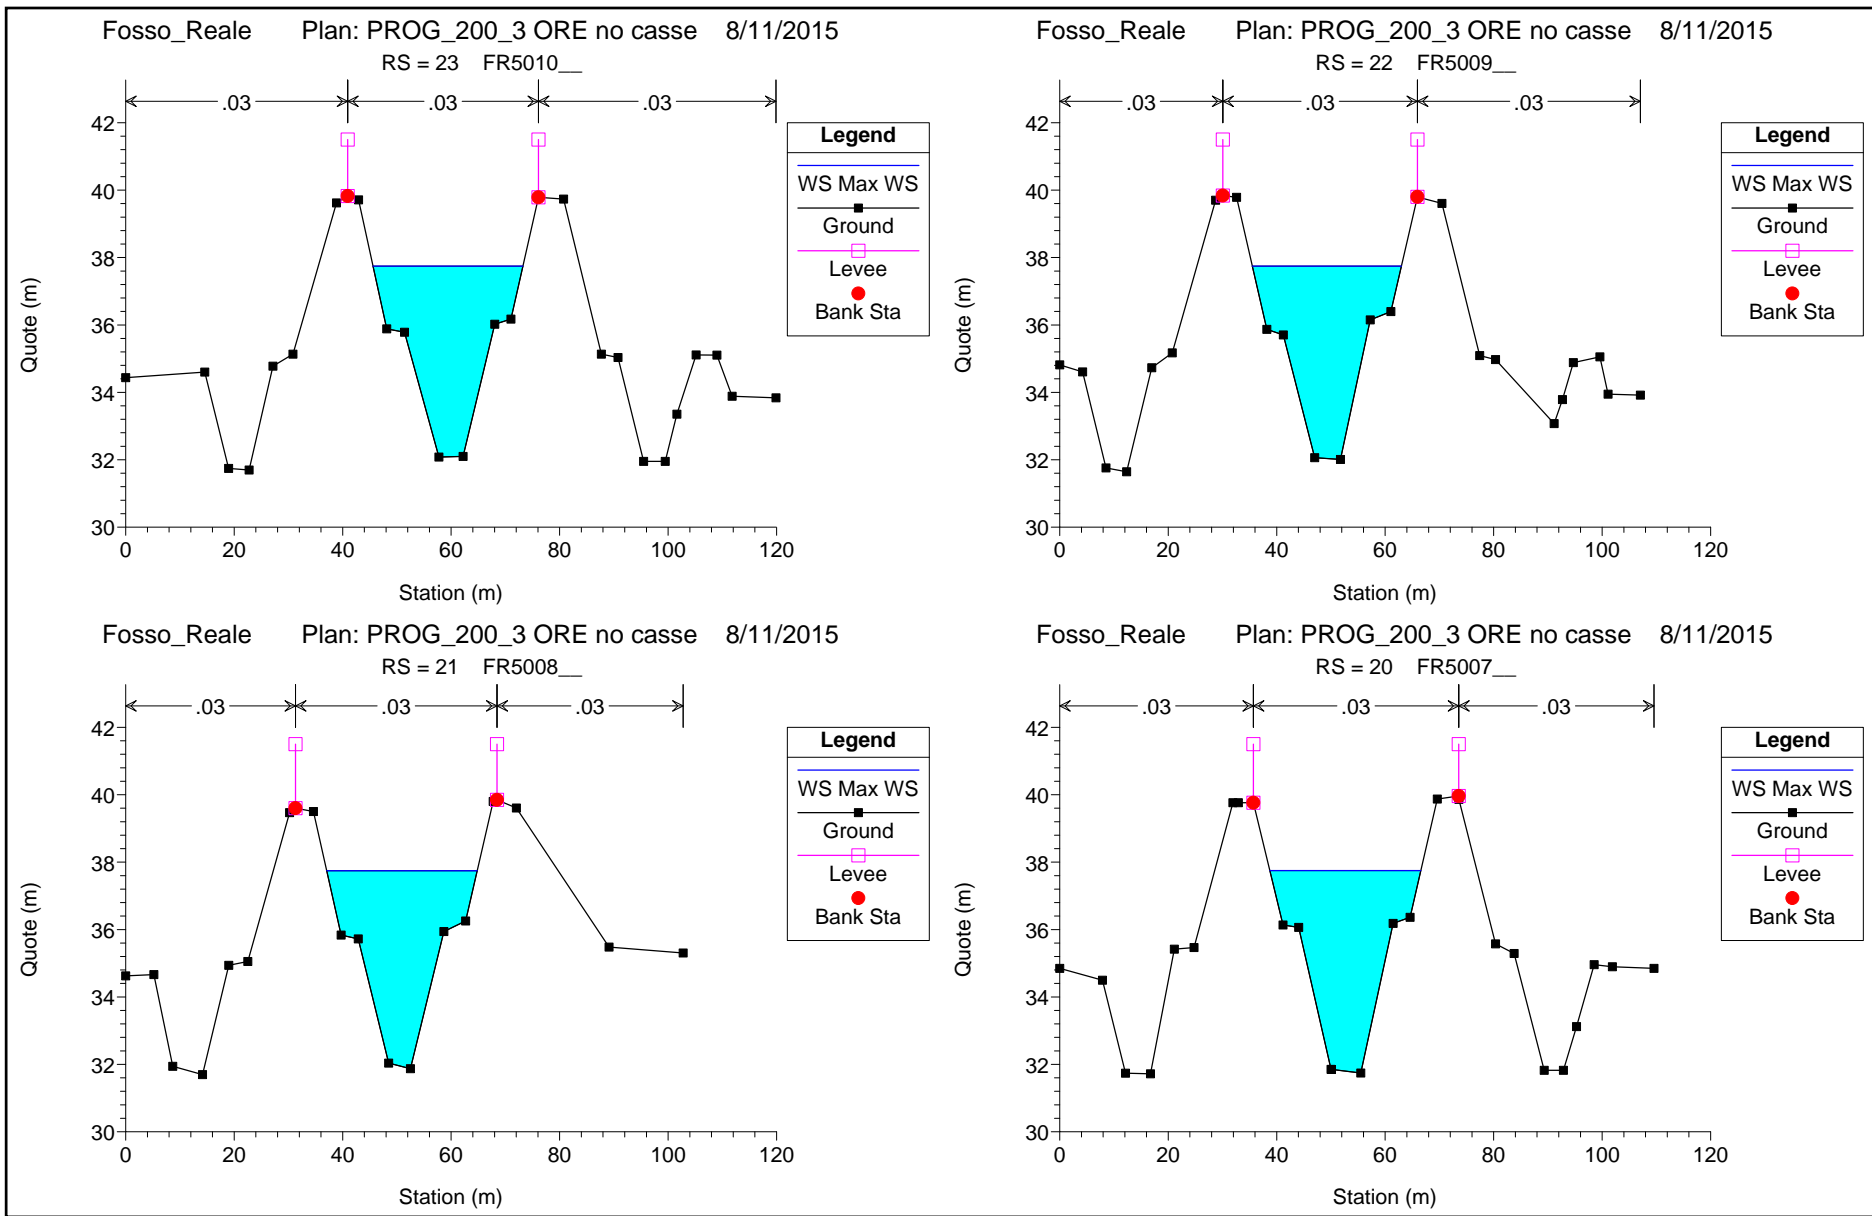 Fosso_Reale Plan: PROG_200_3 ORE no casse 8/11/2015
RS = 23 FR5010__
.03 .03 .03
42
40
38
36
34
32
30
Quote (m)
0 20 40 60 80 100 120
Station (m)
Legend
WS Max WS
Ground
Levee
Bank Sta
Fosso_Reale Plan: PROG_200_3 ORE no casse 8/11/2015
RS = 22 FR5009__
.03 .03 .03
42
40
38
36
34
32
30
Quote (m)
0 20 40 60 80 100 120
Station (m)
Legend
WS Max WS
Ground
Levee
Bank Sta
Fosso_Reale Plan: PROG_200_3 ORE no casse 8/11/2015
RS = 21 FR5008__
.03 .03 .03
42
40
38
36
34
32
30
Quote (m)
0 20 40 60 80 100 120
Station (m)
Legend
WS Max WS
Ground
Levee
Bank Sta
Fosso_Reale Plan: PROG_200_3 ORE no casse 8/11/2015
RS = 20 FR5007__
.03 .03 .03
42
40
38
36
34
32
30
Quote (m)
0 20 40 60 80 100 120
Station (m)
Legend
WS Max WS
Ground
Levee
Bank Sta